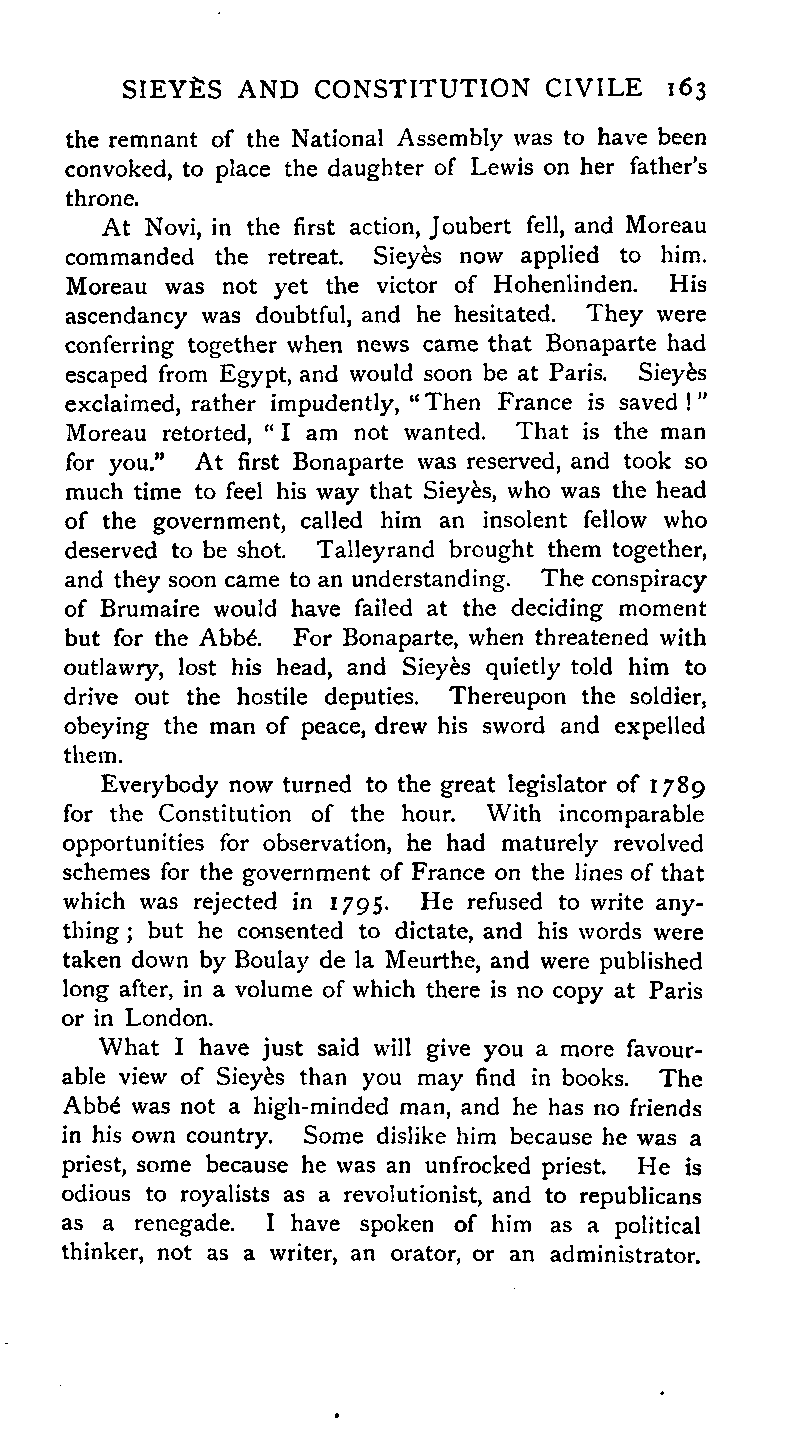 SIEYÈS AND CONSTITUTION CIVILE 163
the remnant of the National Assembly was to have been
convoked, to place the daughter of Lewis on her father's
throne.
At Novi, in the first action, Joubert fell, and Moreau
commanded the retreat. Sieyès now applied to him.
Moreau was not yet the victor of Hohenlinden. His
ascendancy was doubtful, and he hesitated. They were
conferring together when news came that Bonaparte had
escaped from Egypt, and would soon be at Paris. Sieyès
exclaimed, rather impudently, "Then France is saved!"
Moreau retorted, "I am not wanted. That is the man
for you." At first Bonaparte was reserved, and took so
much time to feel his way that Sieyès, who was the head
of the government, called him an insolent fellow who
deserved to be shot. Talleyrand brought them together,
and they soon came to an understanding. The conspiracy
of Brumaire would have failed at the deciding moment
but for the Abbé. For Bonaparte, when threatened with
outlawry, lost his head, and Sieyès quietly told him to
drive out the hostile deputies. Thereupon the soldier,
obeying the man of peace, drew his sword and expelled
them.
Everybody now turned to the great legislator of 1789
for the Constitution of the hour. With incomparable
opportunities for observation, he had maturely revolved
schemes for the government of France on the lines of that
which was rejected in 1795. He refused to write any-
thing; but he consented to dictate, and his words were
taken down by Boulay de la Meurthe, and were published
long after, in a volume of which there is no copy at Paris
or in London.
What I have just said will give you a more favour-
able view of Sieyès than you may find in books. The
Abbé was not a high-minded man, and he has no friends
in his own country. Some dislike him because he was a
priest, some because he was an unfrocked priest. He is
odious to royalists as a revolutionist, and to republicans
as a renegade. I have spoken of him as a political
thinker, not as a writer, an orator, or an administrator.